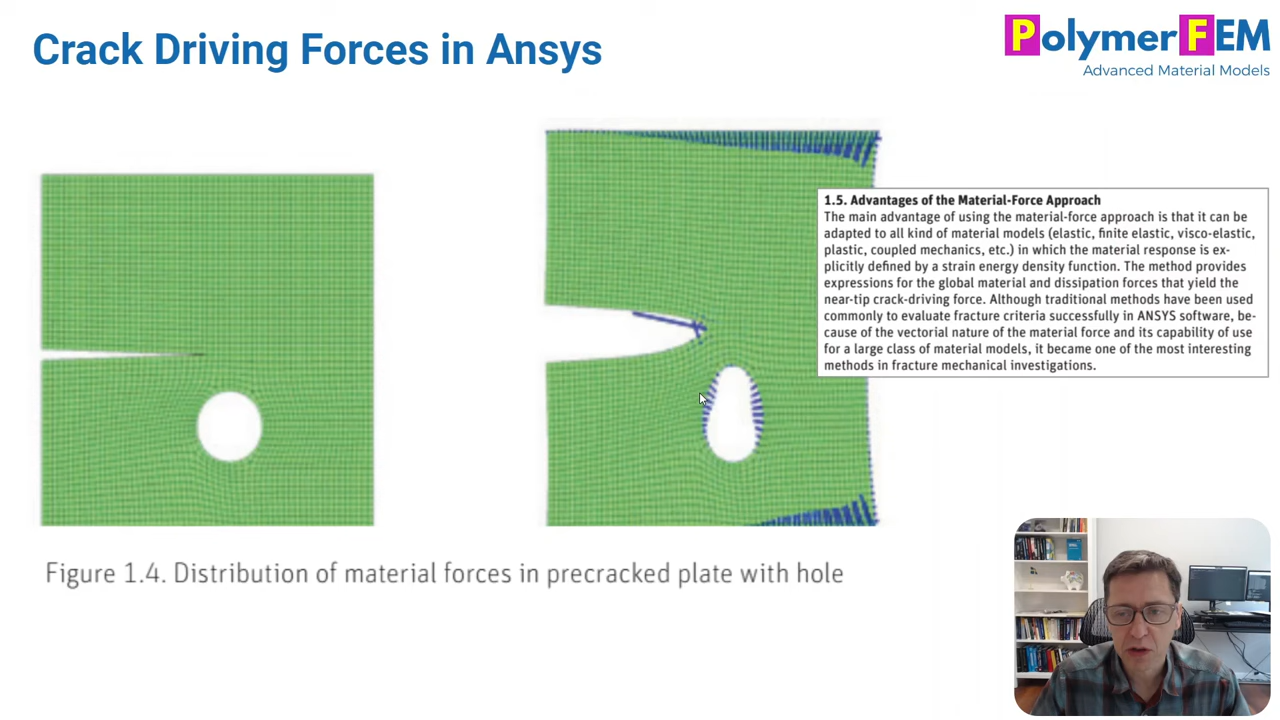 Crack Driving Forces in Ansys
PolymerFEM
Advanced Material Models
1.5. Advantages of the Material-Force Approach
The main advantage of using the material-force approach is that it can be
adapted to all kind of material models (elastic, finite elastic, visco-elastic,
plastic, coupled mechanics, etc.) in which the material response is ex-
plicitly defined by a strain energy density function. The method provides
expressions for the global material and dissipation forces that yield the
near-tip crack-driving force. Although traditional methods have been used
commonly to evaluate fracture criteria successfully in ANSYS software, be-
cause of the vectorial nature of the material force and its capability of use
for a large class of material models, it became one of the most interesting
methods in fracture mechanical investigations.
Figure 1.4. Distribution of material forces in precracked plate with hole